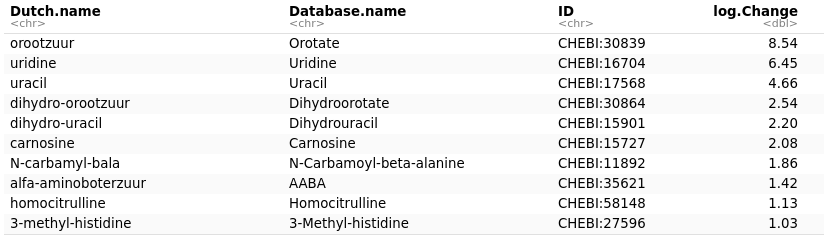 Dutch.name Database.name ID log.Change
<chr> <chr> <chr> <dbl>
orootzuur Orotate CHEBI:30839 8.54
uridine Uridine CHEBI:16704 6.45
uracil Uracil CHEBI:17568 4.66
dihydro-orootzuur Dihydroorotate CHEBI:30864 2.54
dihydro-uracil Dihydrouracil CHEBI:15901 2.20
carnosine Carnosine CHEBI:15727 2.08
N-carbamyl-bala N-Carbamoyl-beta-alanine CHEBI:11892 1.86
alfa-aminoboterzuur AABA CHEBI:35621 1.42
homocitrulline Homocitrulline CHEBI:58148 1.13
3-methyl-histidine 3-Methyl-histidine CHEBI:27596 1.03